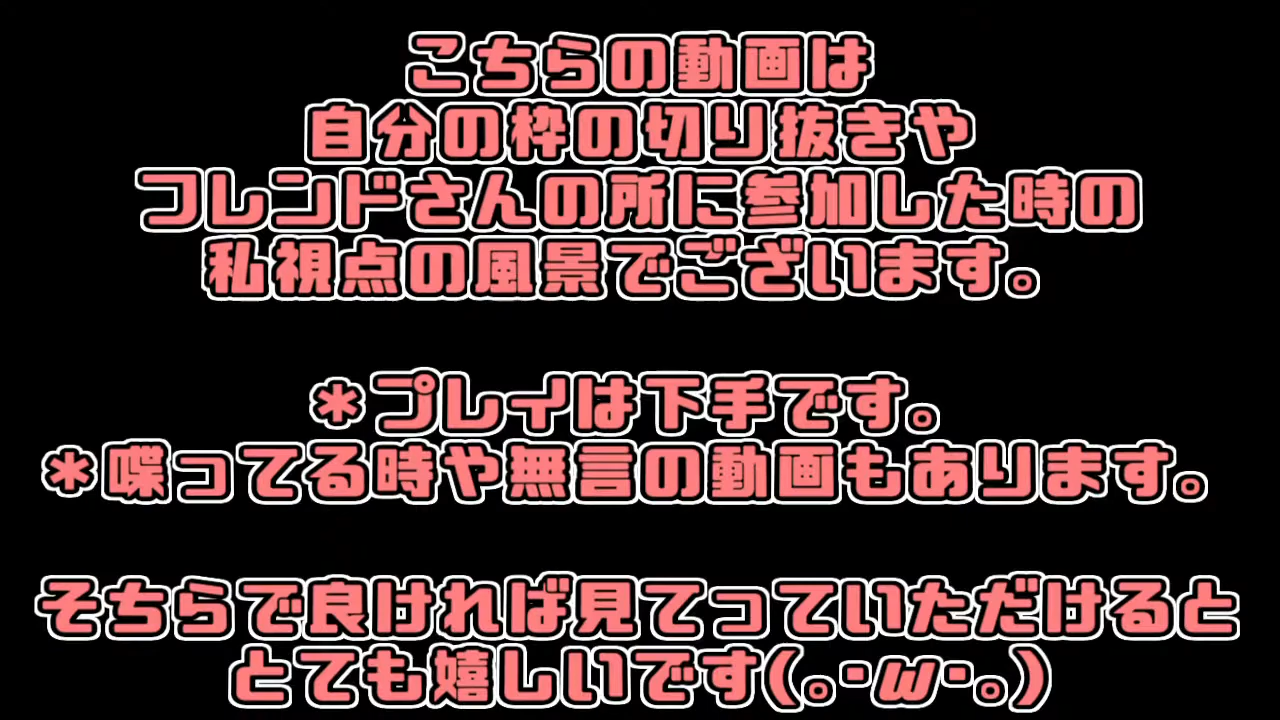 こちらの動画は
自分の枠の切り抜きや
フレンドさんの所に参加した時の
私視点の風景でございます。
＊プレイは下手です。
＊喋ってる時や無言の動画もあります。
そちらで良ければ見てっていただけると
とても嬉しいです(｡･ω･｡)